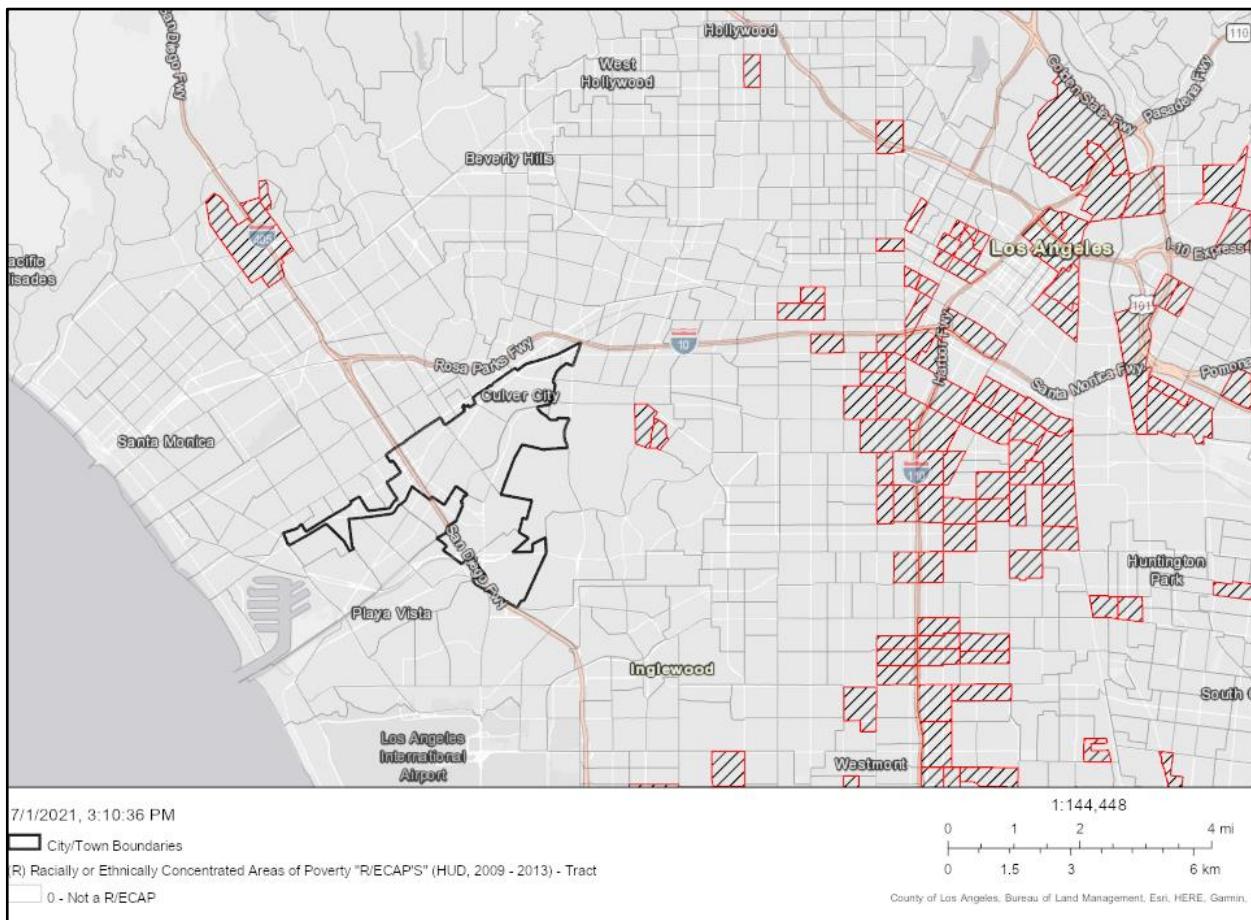 San Diego Fwy
Hollywood
110
West
Hollywood
Golden State Fwy
Pasadena Fwy
Beverly Hills
405
Los Angeles
I-10 Express
acific
lisades
101
Harbor Fwy
10
Rosa Parks Fwy
Santa Monica Fwy
Pomona
Culver City
Santa Monica
110
San Diego Fwy
Huntington
Park
Playa Vista
Inglewood
South
Los Angeles
International
Airport
Westmont
7/1/2021, 3:10:36 PM
1:144,448
City/Town Boundaries
0 1 2 4 mi
(R) Racially or Ethnically Concentrated Areas of Poverty "R/ECAP'S" (HUD, 2009 - 2013) - Tract
0 1.5 3 6 km
0 - Not a R/ECAP
County of Los Angeles, Bureau of Land Management, Esri, HERE, Garmin,